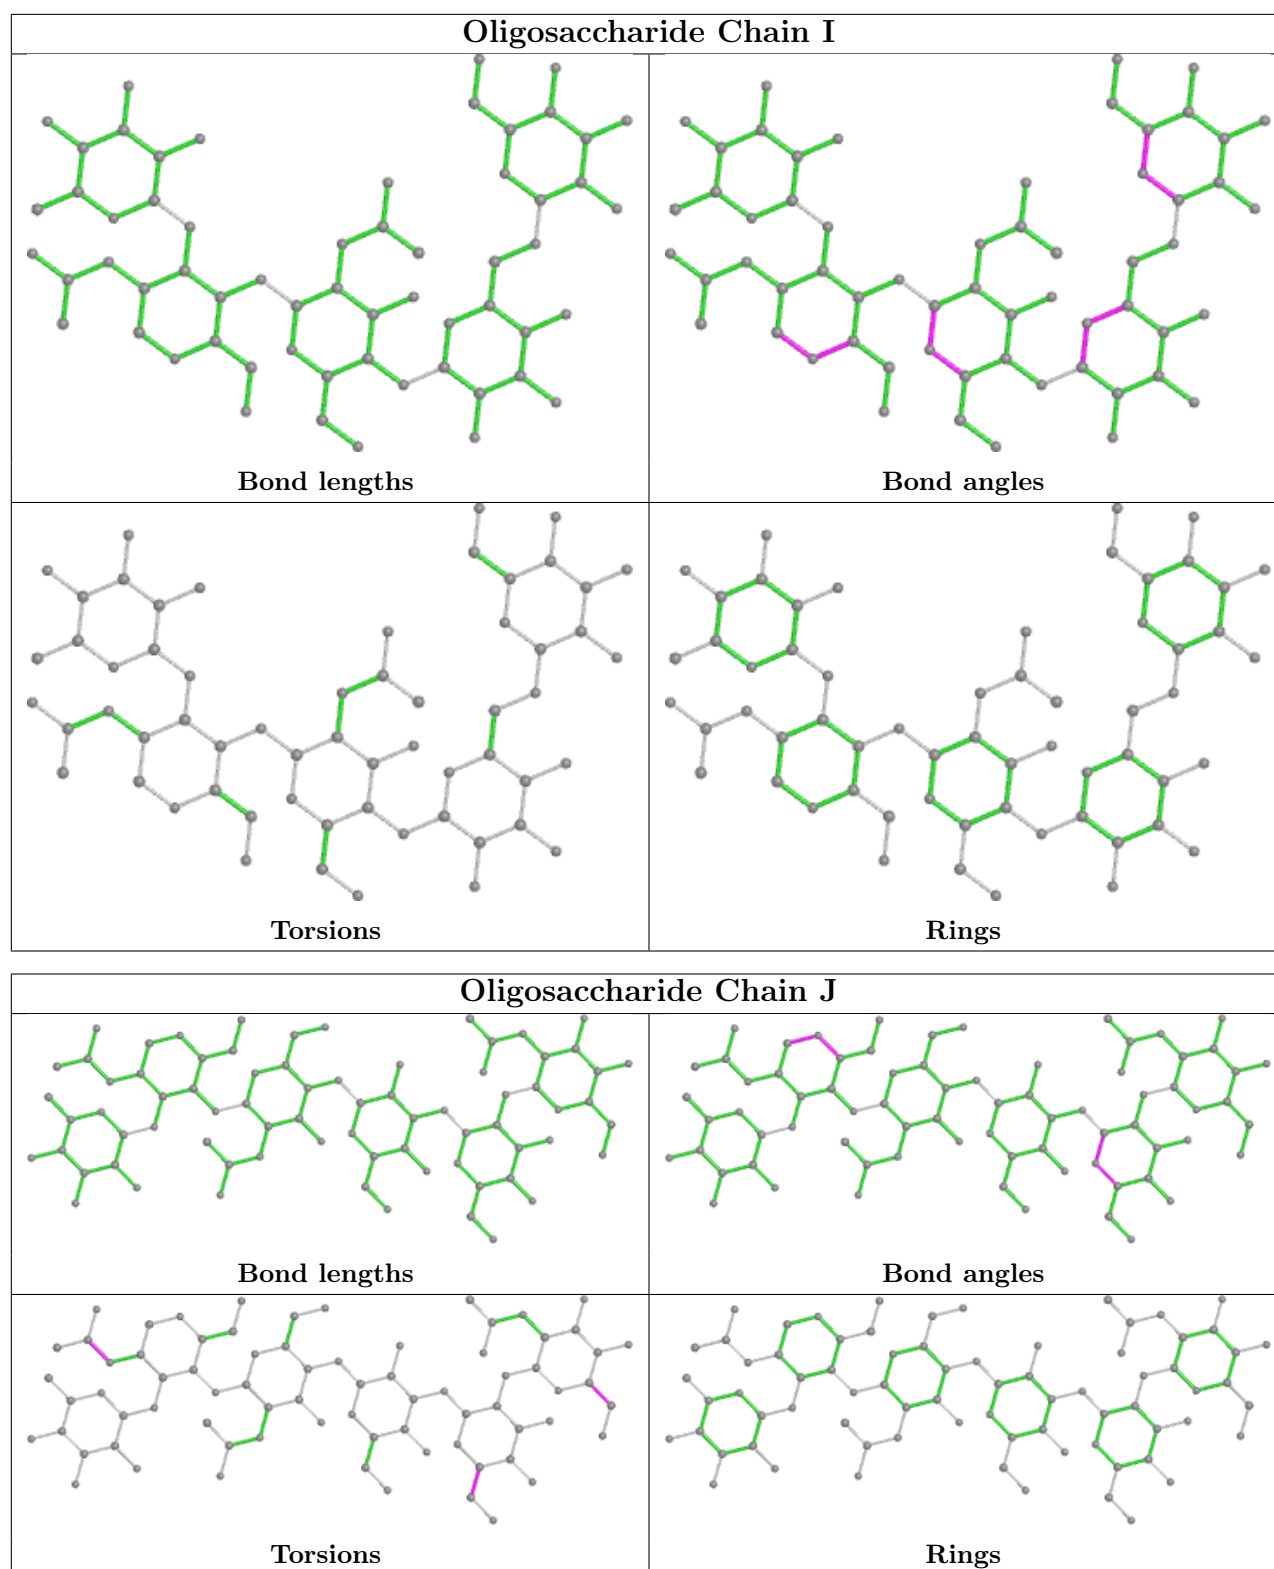 Oligosaccharide Chain I
Bond lengths
Bond angles
Torsions
Rings
Oligosaccharide Chain J
Bond lengths
Bond angles
Torsions
Rings